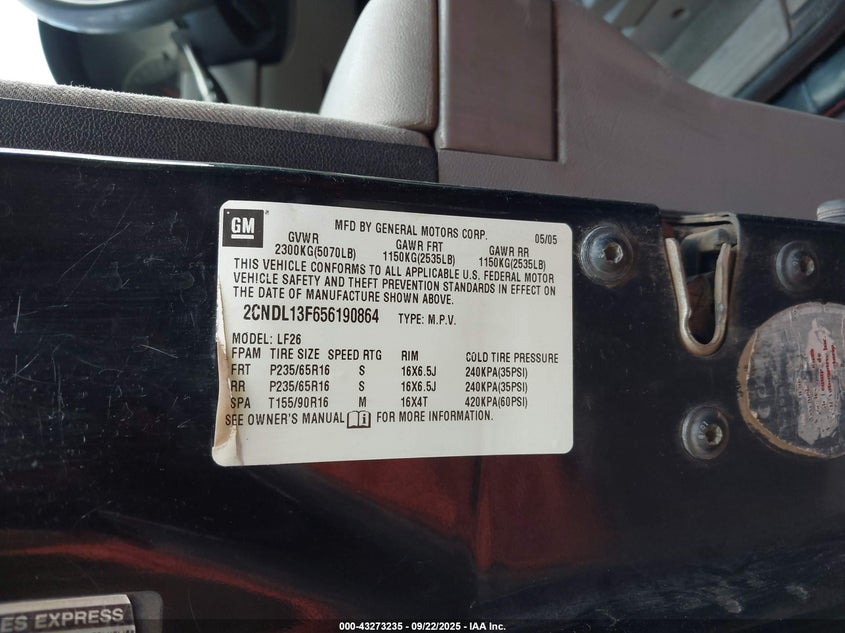 GM
MFD BY GENERAL MOTORS CORP. 05/05
GVWR GAWR FRT GAWR RR
2300KG(5070LB) 1150KG(2535LB) 1150KG(2535LB)
THIS VEHICLE CONFORMS TO ALL APPLICABLE U.S. FEDERAL MOTOR
VEHICLE SAFETY AND THEFT PREVENTION STANDARDS IN EFFECT ON
THE DATE OF MANUFACTURE SHOWN ABOVE.
2CNDL13F656190864 TYPE: M.P.V.
MODEL: LF26
FPAM TIRE SIZE SPEED RTG RIM COLD TIRE PRESSURE
FRT P235/65R16 S 16X6.5J 240KPA(35PSI)
RR P235/65R16 S 16X6.5J 240KPA(35PSI)
SPA T155/90R16 M 16X4T 420KPA(60PSI)
SEE OWNER'S MANUAL FOR MORE INFORMATION.
ES EXPRESS
000-43273235 - 09/22/2025 - IAA Inc.